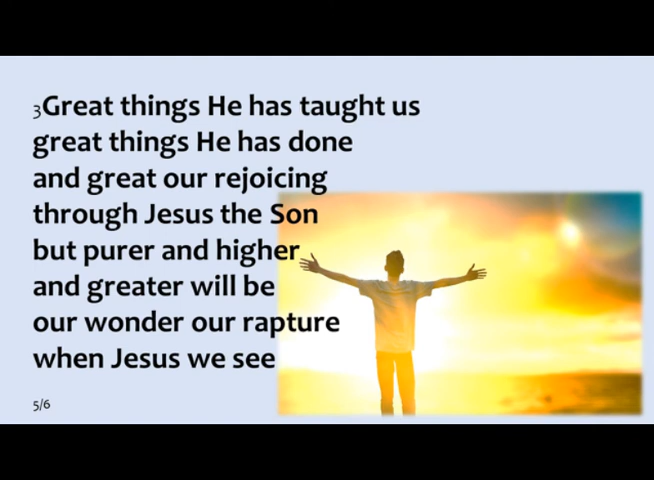 3Great things He has taught us
great things He has done
and great our rejoicing
through Jesus the Son
but purer and higher
and greater will be
our wonder our rapture
when Jesus we see
5/6